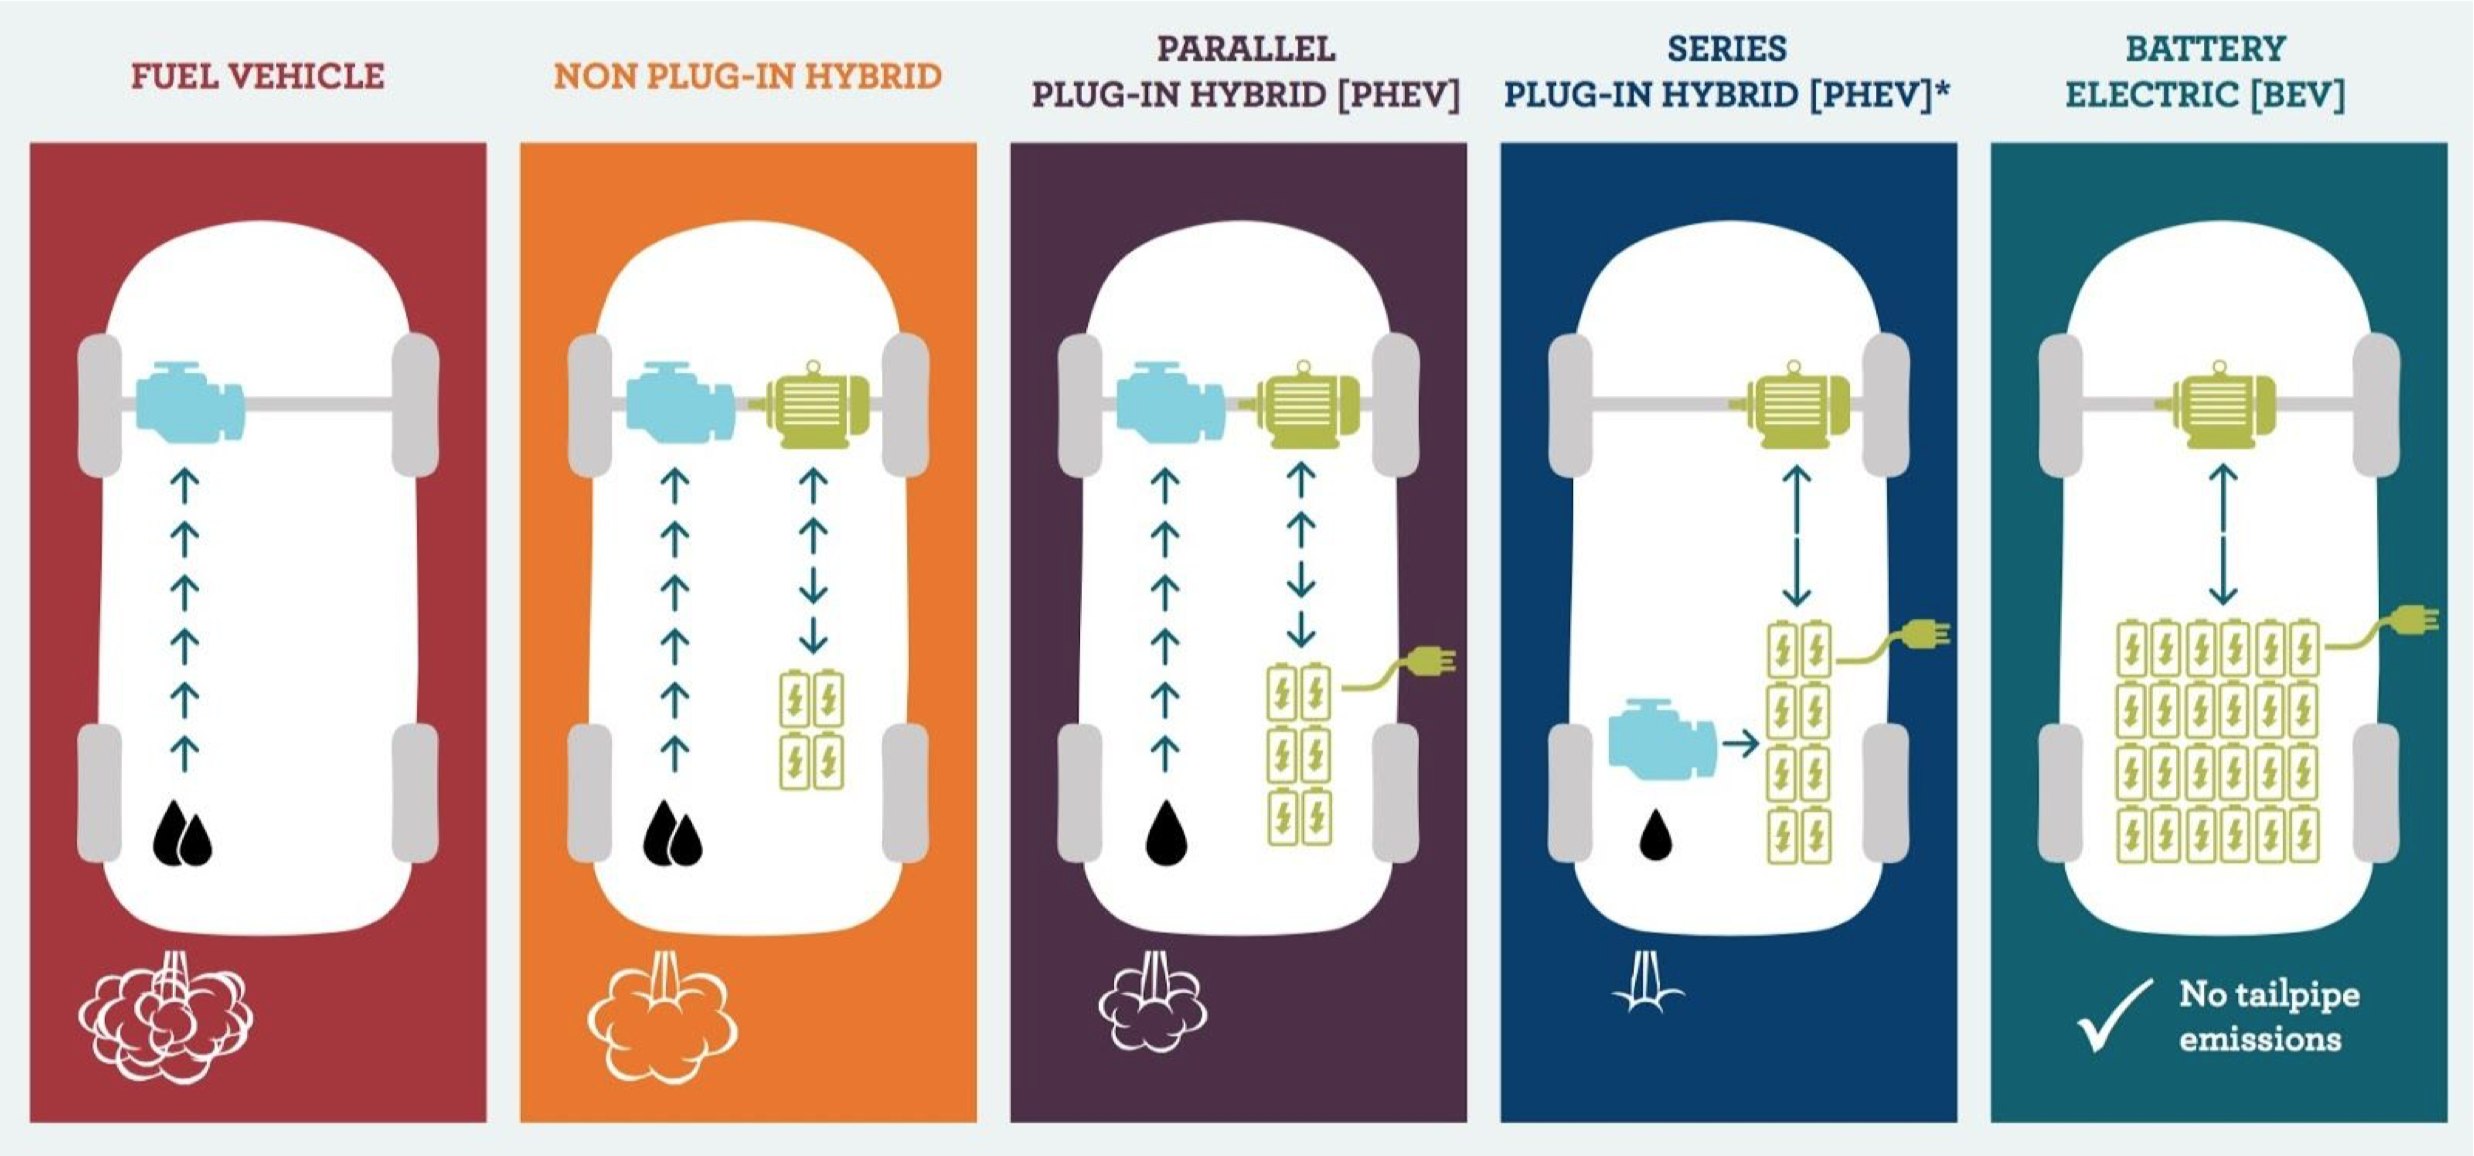 FUEL VEHICLE
NON PLUG-IN HYBRID
PARALLEL
PLUG-IN HYBRID [PHEV]
SERIES
PLUG-IN HYBRID [PHEV]*
BATTERY
ELECTRIC [BEV]
No tailpipe
emissions